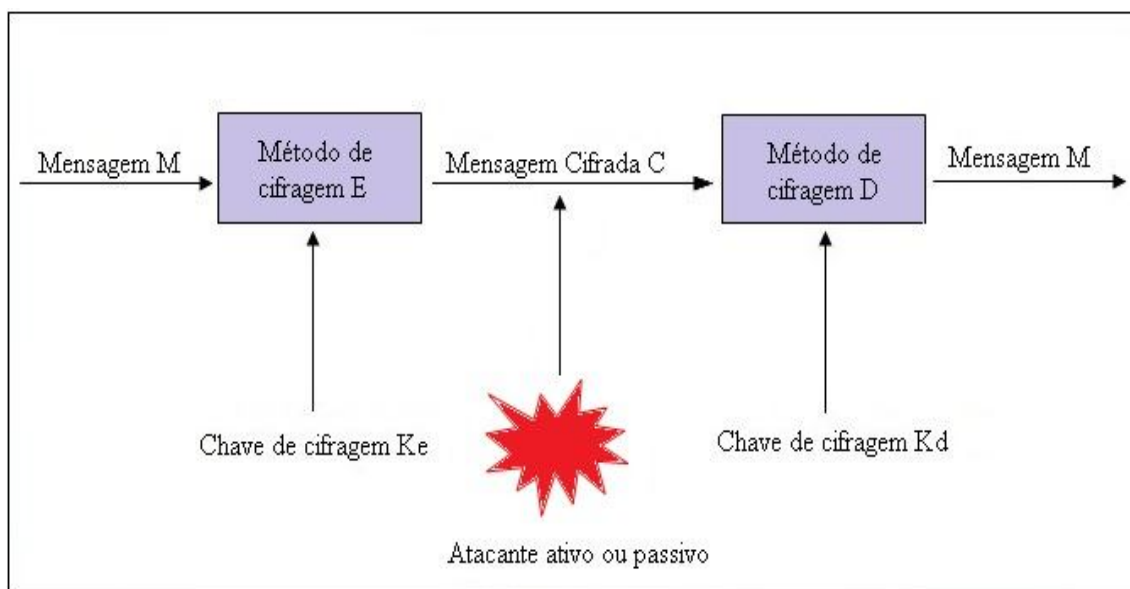 Mensagem M
Método de
cifragem E
Mensagem Cifrada C
Método de
cifragem D
Mensagem M
Chave de cifragem Ke
Chave de cifragem Kd
Atacante ativo ou passivo